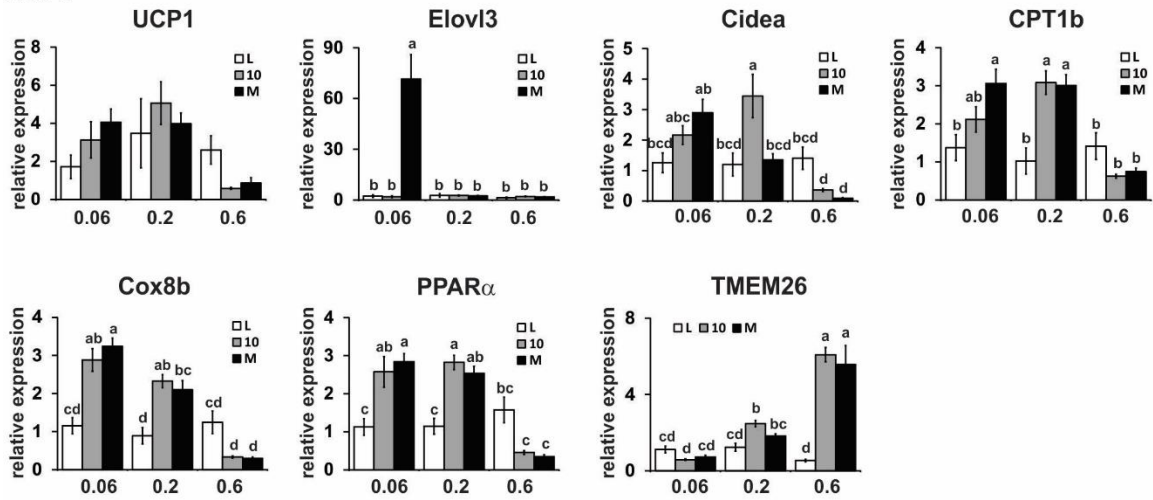 UCP1
relative expression
8
6
4
2
0
L
10
M
0.06 0.2 0.6
Elovl3
relative expression
90
60
30
0
L
10
M
a
b b b b b b b b
0.06 0.2 0.6
Cidea
relative expression
5
4
3
2
1
0
L
10
M
bcd abc ab bcd a bcd bcd d d
0.06 0.2 0.6
CPT1b
relative expression
4
3
2
1
0
L
10
M
b ab a b a a b b b
0.06 0.2 0.6
Cox8b
relative expression
4
3
2
1
0
L
10
M
cd ab a d ab bc cd d d
0.06 0.2 0.6
PPARα
relative expression
4
3
2
1
0
L
10
M
c ab a c a ab bc c c
0.06 0.2 0.6
TMEM26
relative expression
8
4
0
L 10 M
cd d cd cd b bc d a a
0.06 0.2 0.6